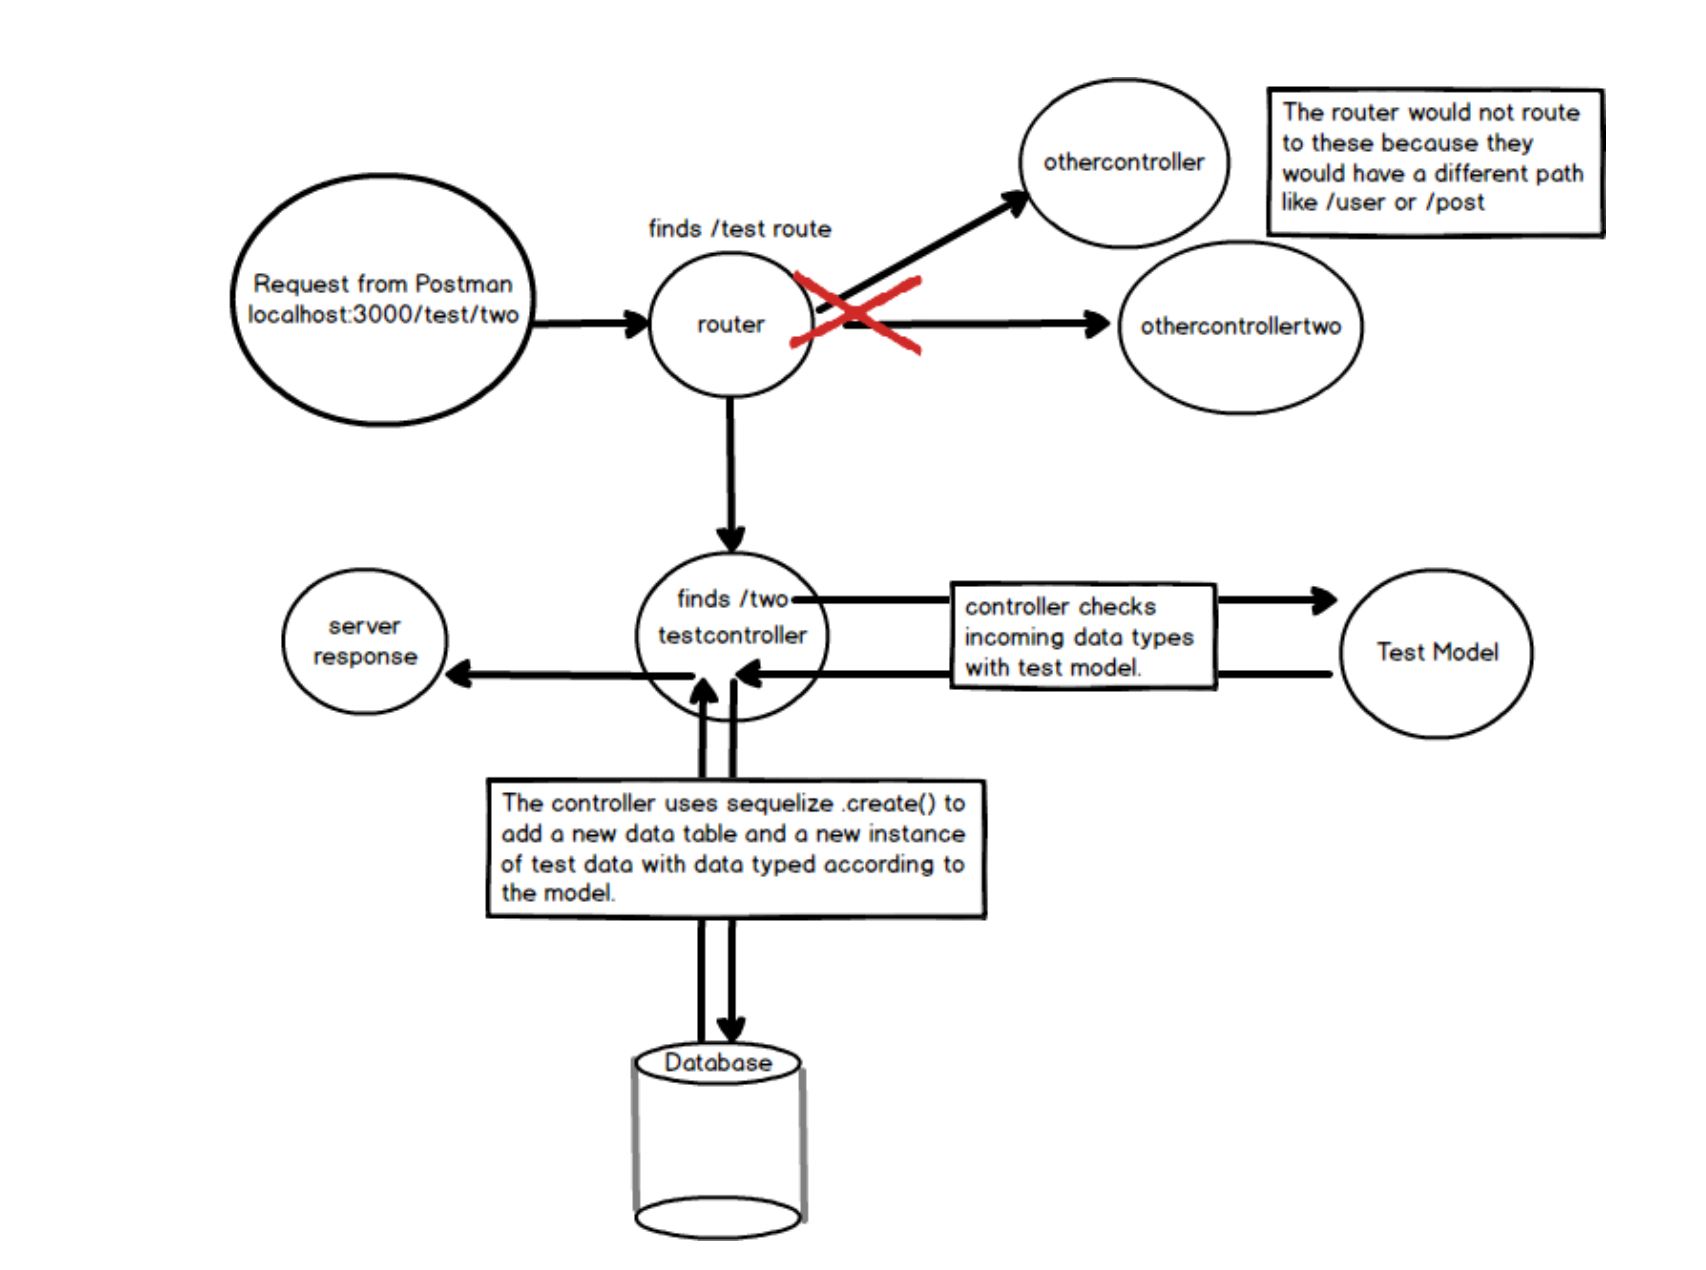 The router would not route
to these because they
would have a different path
like /user or /post
othercontroller
finds /test route
Request from Postman
localhost:3000/test/two
router
othercontrollertwo
finds /two
testcontroller
controller checks
incoming data types
with test model.
Test Model
server
response
The controller uses sequelize .create() to
add a new data table and a new instance
of test data with data typed according to
the model.
Database